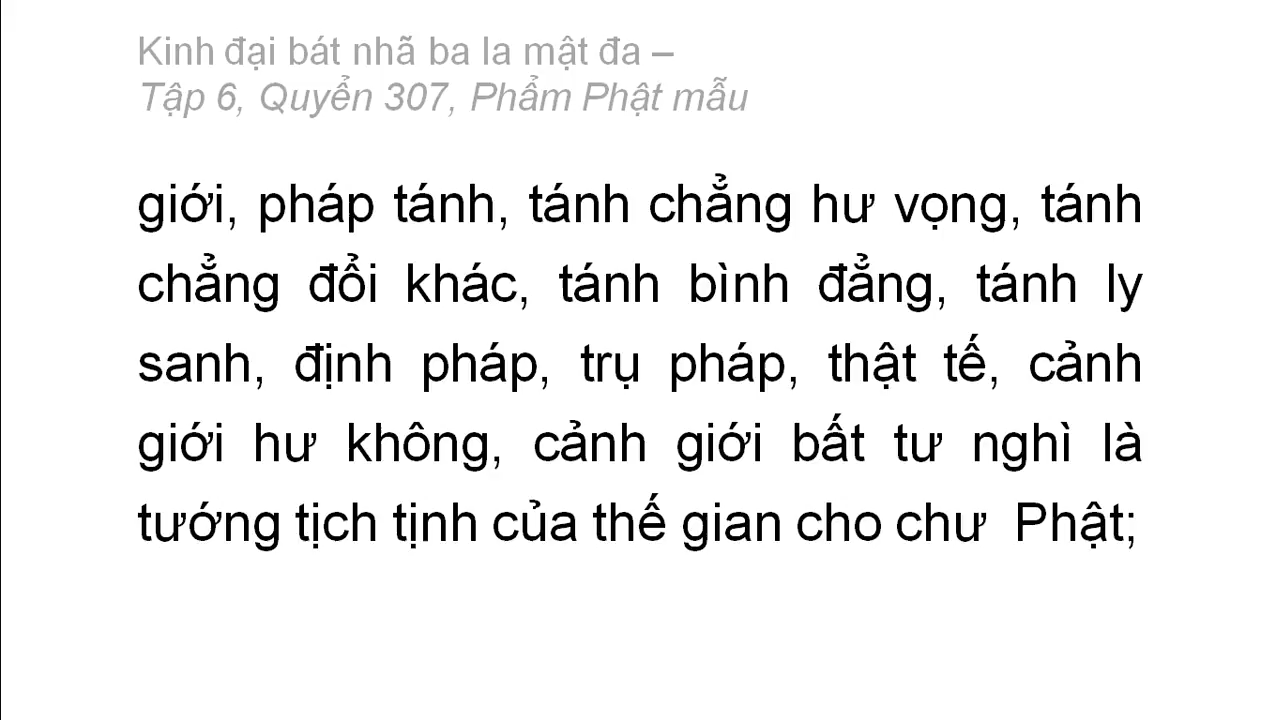 Kinh đại bát nhã ba la mật đa –
Tập 6, Quyển 307, Phẩm Phật mẫu
giới, pháp tánh, tánh chẳng hư vọng, tánh
chẳng đổi khác, tánh bình đẳng, tánh ly
sanh, định pháp, trụ pháp, thật tế, cảnh
giới hư không, cảnh giới bất tư nghì là
tướng tịch tịnh của thế gian cho chư  Phật;